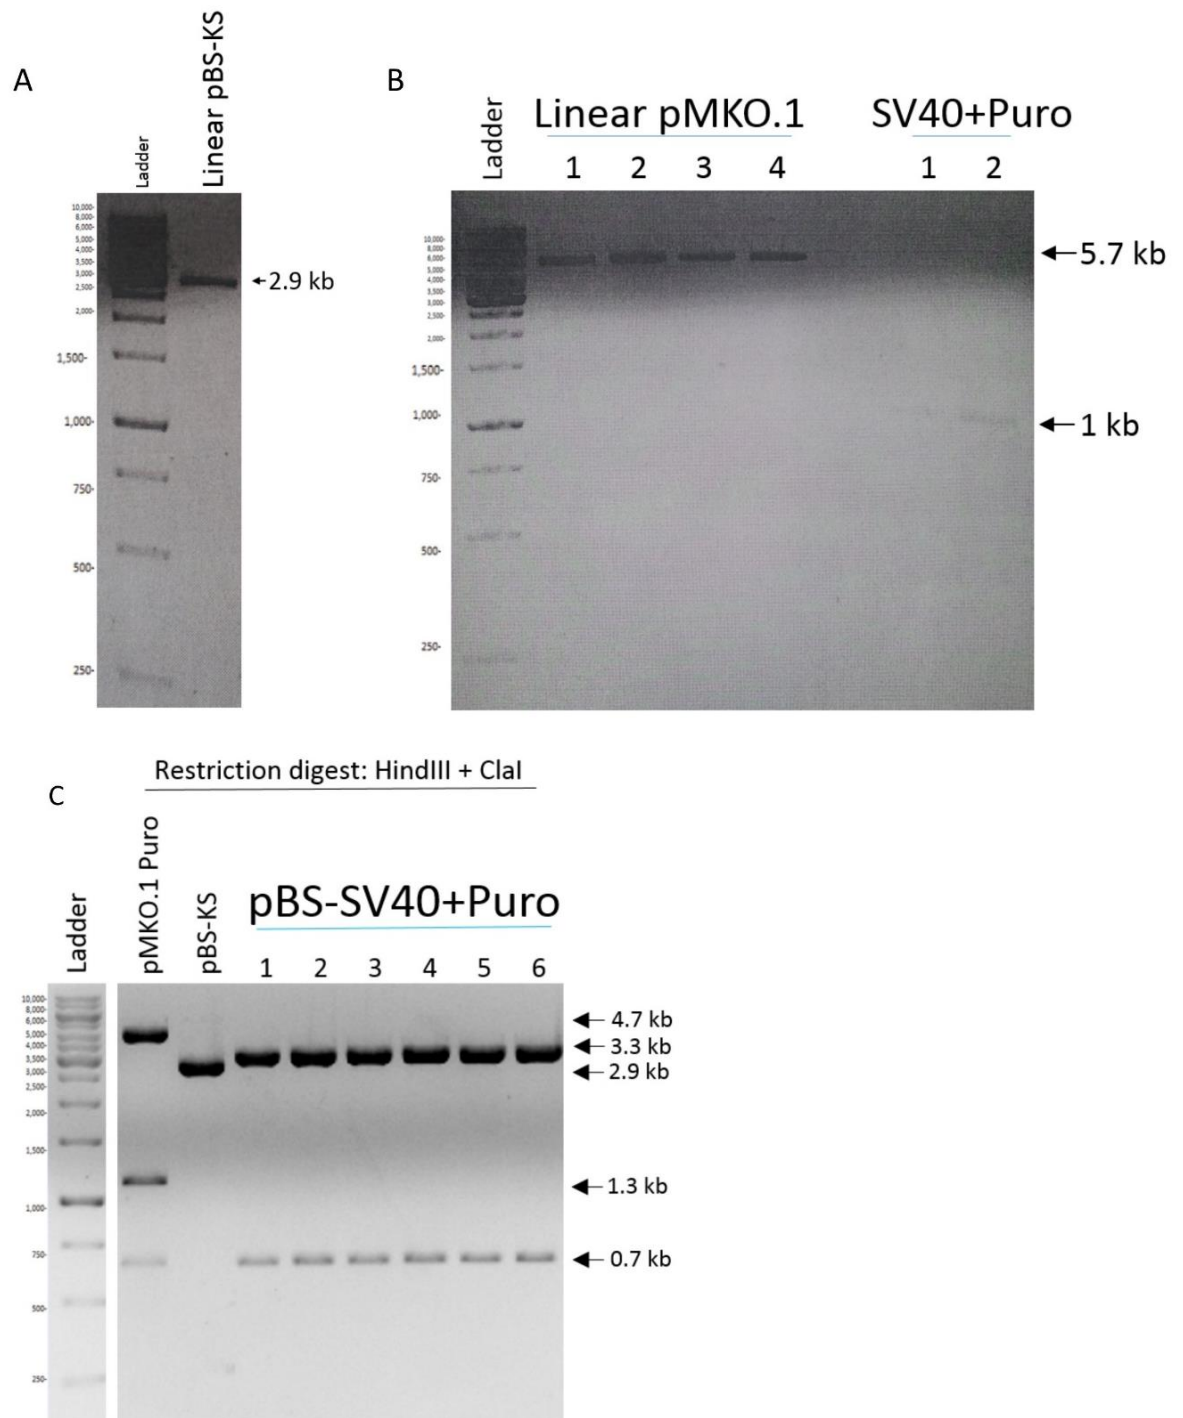 A
Ladder
Linear pBS-KS
10,000-
8,000-
6,000-
5,000-
4,000-
3,500-
3,000-
2,500-
2,000-
1,500-
1,000-
750-
500-
250-
2.9 kb
B
Ladder
Linear pMKO.1
SV40+Puro
1 2 3 4 1 2
10,000-
8,000-
6,000-
5,000-
4,000-
3,500-
3,000-
2,500-
2,000-
1,500-
1,000-
750-
500-
250-
5.7 kb
1 kb
Restriction digest: HindIII + ClaI
C
Ladder
pMKO.1 Puro
pBS-KS
pBS-SV40+Puro
1 2 3 4 5 6
10,000-
8,000-
6,000-
5,000-
4,000-
3,500-
3,000-
2,500-
2,000-
1,500-
1,000-
750-
500-
250-
4.7 kb
3.3 kb
2.9 kb
1.3 kb
0.7 kb